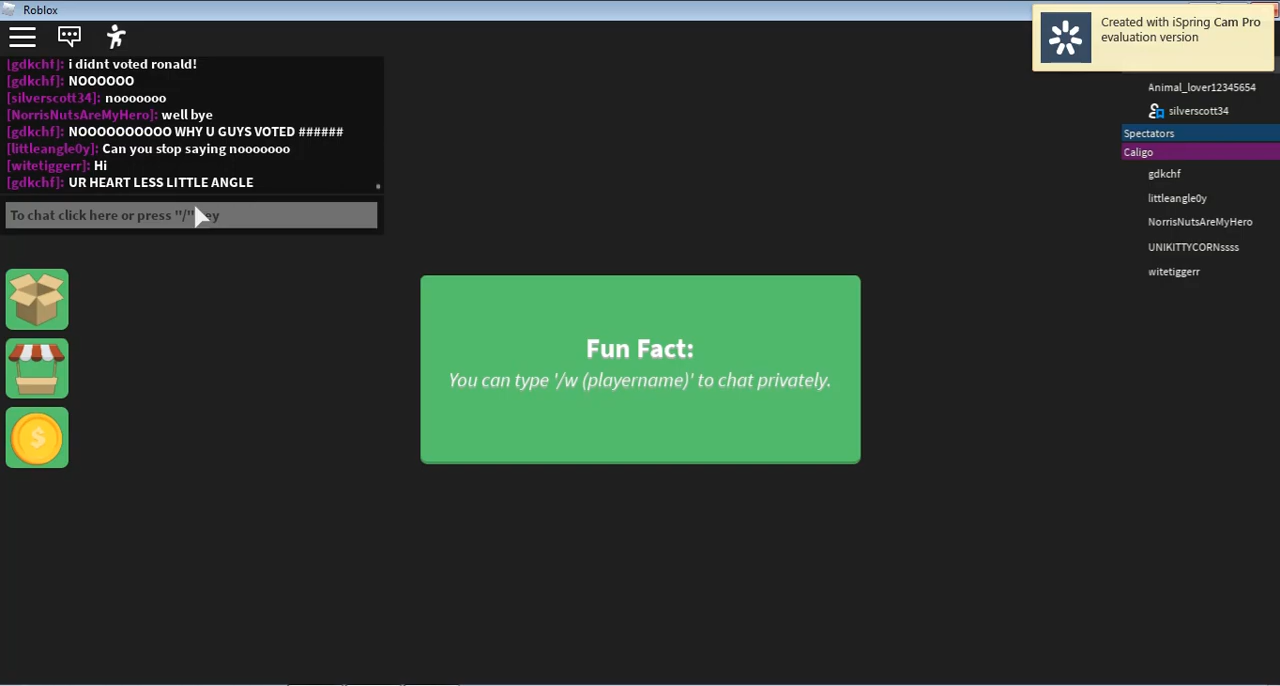 Roblox
Created with iSpring Cam Pro
evaluation version
[gdkchf]: i didnt voted ronald!
[gdkchf]: NOOOOOO
[silverscott34]: nooooooo
[NorrisNutsAreMyHero]: well bye
[gdkchf]: NOOOOOOOOOO WHY U GUYS VOTED ######
[littleangle0y]: Can you stop saying nooooooo
[witetiggerr]: Hi
[gdkchf]: UR HEART LESS LITTLE ANGLE
To chat click here or press "/" ey
Animal_lover12345654
silverscott34
Spectators
Caligo
gdkchf
littleangle0y
NorrisNutsAreMyHero
UNIKITTYCORNssss
witetiggerr
Fun Fact:
You can type '/w (playername)' to chat privately.
$